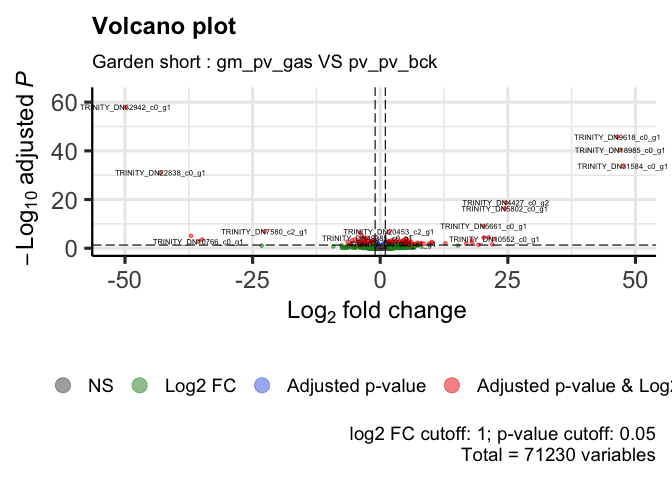 Volcano plot
Garden short : gm_pv_gas VS pv_pv_bck
− Log10 adjusted P
60
40
20
0
TRINITY_DN62942_c0_g1
TRINITY_DN9618_c0_g1
TRINITY_DN18985_c0_g1
TRINITY_DN31584_c0_g1
TRINITY_DN22838_c0_g1
TRINITY_DN4427_c0_g2
TRINITY_DN5802_c0_g1
TRINITY_DN5661_c0_g1
TRINITY_DN7580_c2_g1
TRINITY_DN20453_c2_g1
-50
-25
0
25
50
Log2 fold change
NS
Log2 FC
Adjusted p-value
Adjusted p-value & Log2
log2 FC cutoff: 1; p-value cutoff: 0.05
Total = 71230 variables